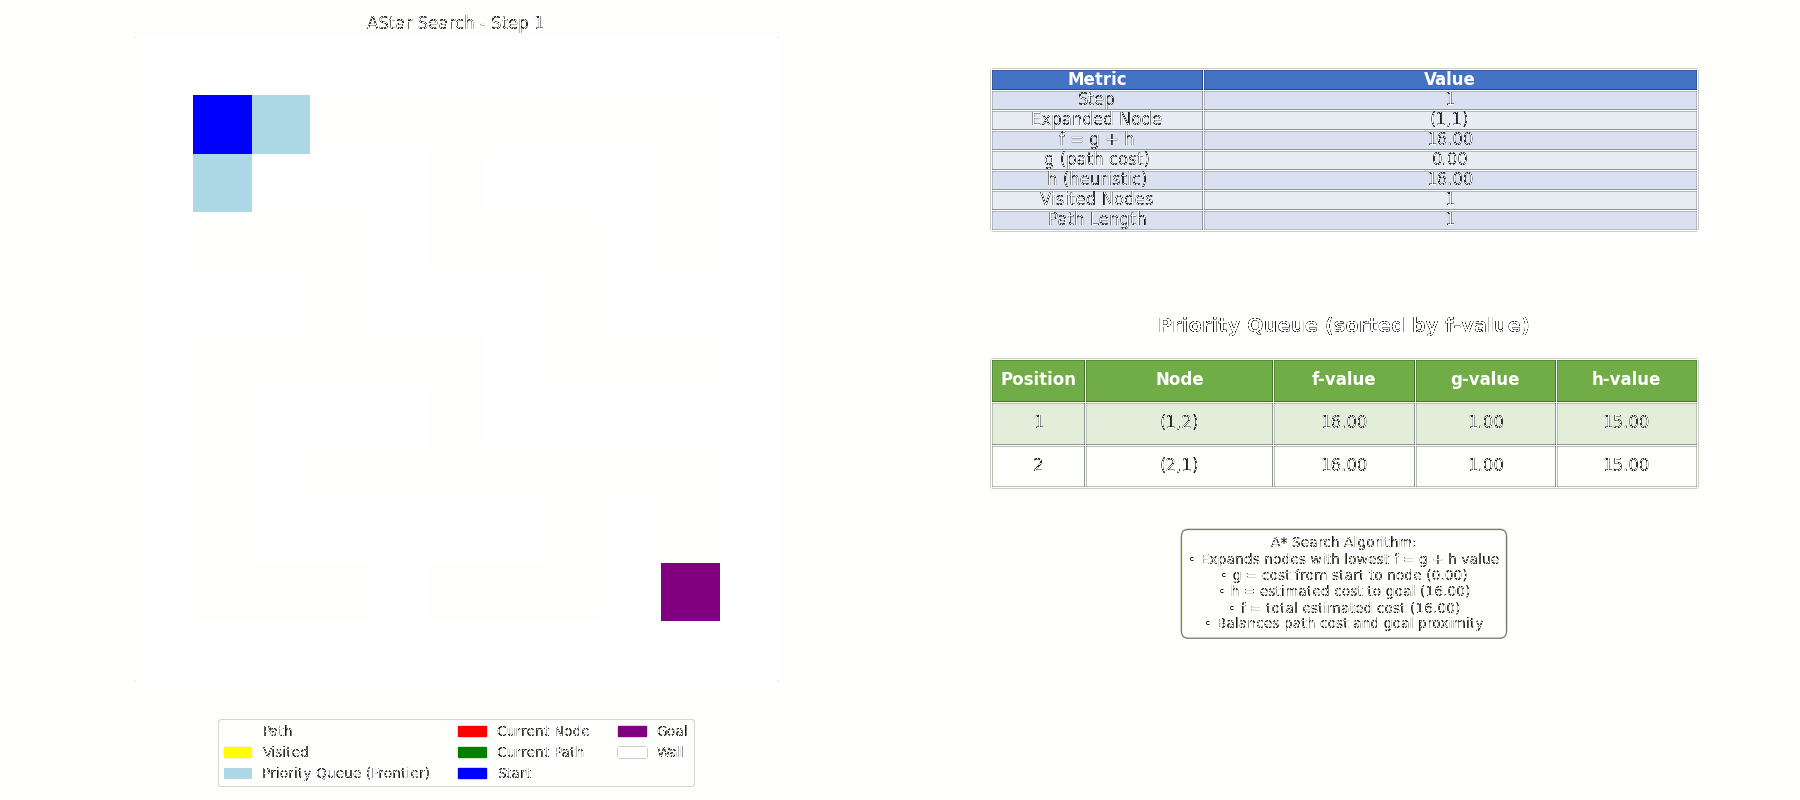 AStar Search - Step 1
Metric Value
Step 1
Expanded Node (1,1)
f = g + h 16.00
g (path cost) 0.00
h (heuristic) 16.00
Visited Nodes 1
Path Length 1
Priority Queue (sorted by f-value)
Position Node f-value g-value h-value
1 (1,2) 16.00 1.00 15.00
2 (2,1) 16.00 1.00 15.00
A* Search Algorithm:
◦ Expands nodes with lowest f = g + h value
◦ g = cost from start to node (0.00)
◦ h = estimated cost to goal (16.00)
◦ f = total estimated cost (16.00)
◦ Balances path cost and goal proximity
Path
Visited
Priority Queue (Frontier)
Current Node
Current Path
Start
Goal
Wall